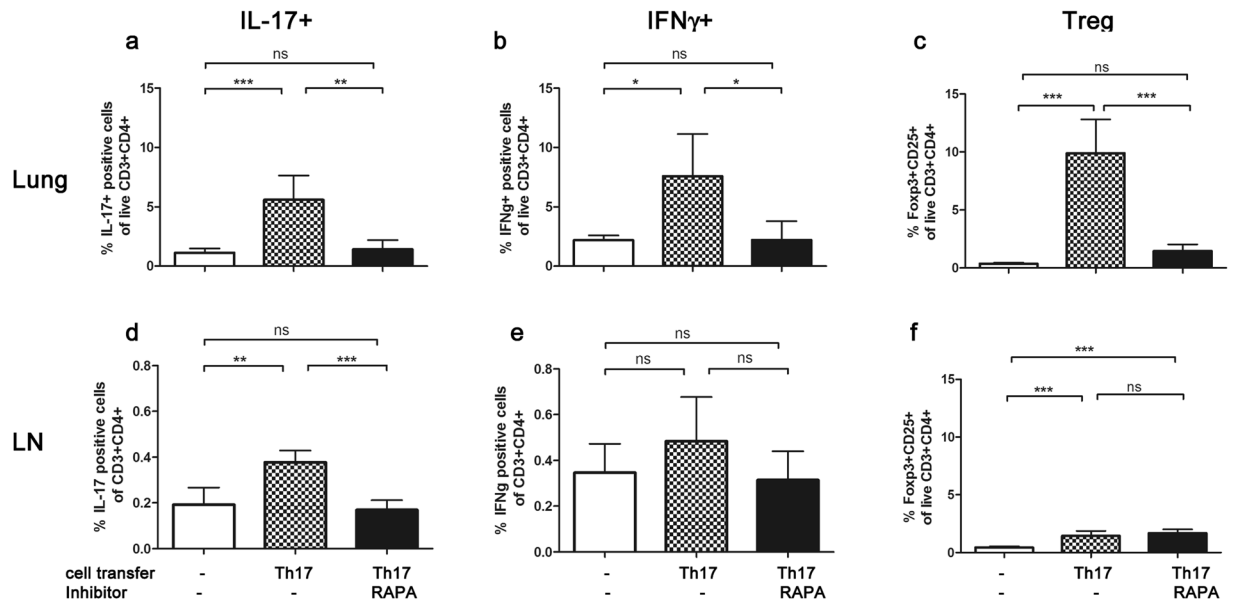 IL-17+ IFNγ+ Treg
Lung
a
ns
*** **
% IL-17+ positive cells
of live CD3+CD4+
15
10
5
0
b
ns
* *
% IFNg+ positive cells
of live CD3+CD4+
15
10
5
0
c
ns
*** ***
% Foxp3+CD25+
of live CD3+CD4+
15
10
5
0
LN
d
ns
** ***
% IL-17 positive cells
of CD3+CD4+
0.8
0.6
0.4
0.2
0.0
e
ns
ns ns
% IFNg positive cells
of CD3+CD4+
0.8
0.6
0.4
0.2
0.0
f
***
*** ns
% Foxp3+CD25+
of live CD3+CD4+
15
10
5
0
cell transfer - Th17 Th17 - Th17 Th17 - Th17 Th17
Inhibitor - - RAPA - - RAPA - - RAPA